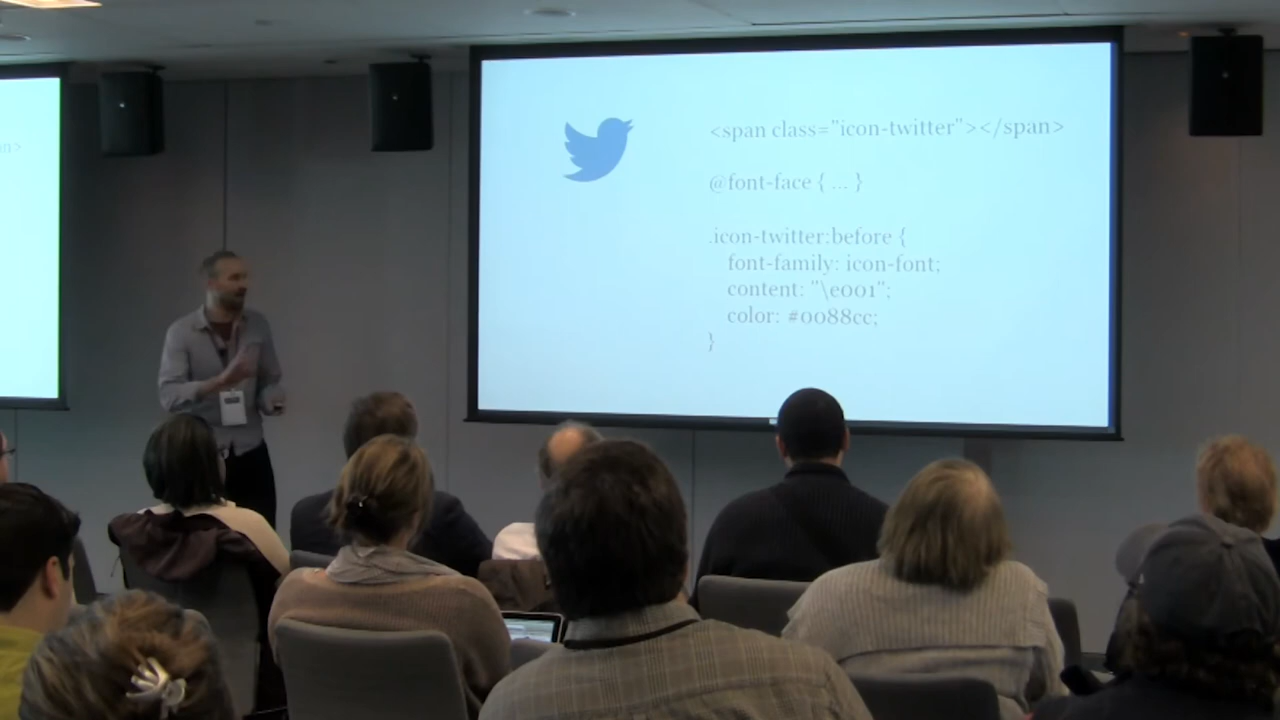 <span class="icon-twitter"></span>
@font-face { ... }
.icon-twitter:before {
font-family: icon-font;
content: "\e001";
color: #0088cc;
}
n>